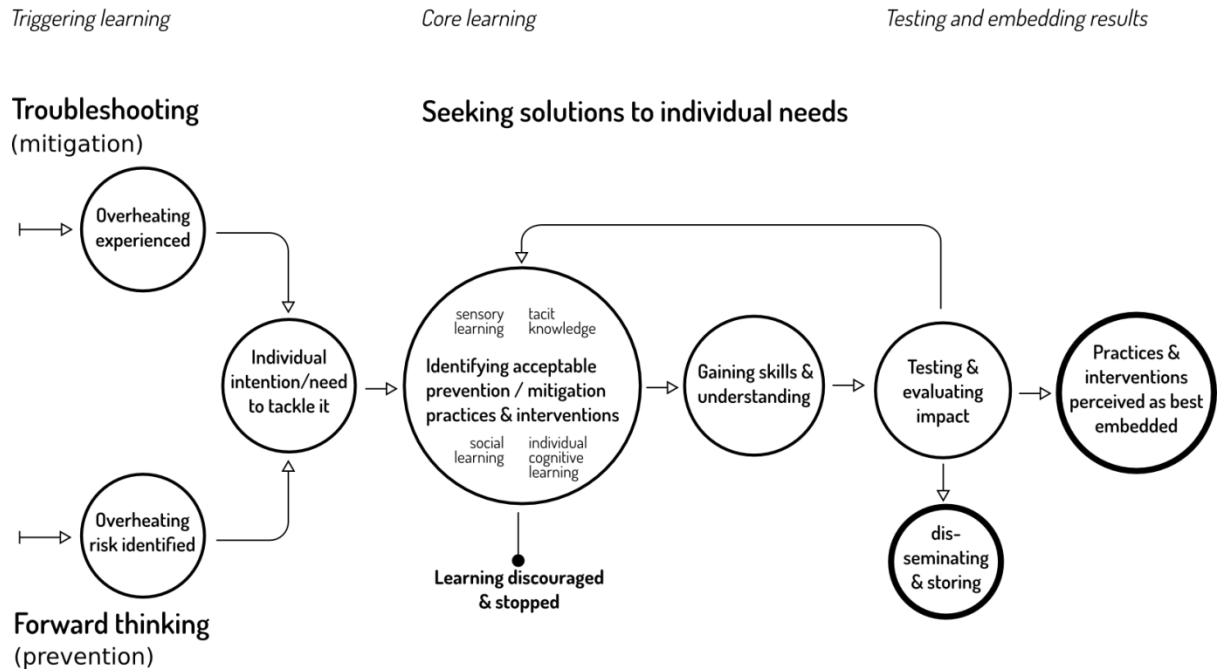 Triggering learning
Core learning
Testing and embedding results
Troubleshooting
(mitigation)
Seeking solutions to individual needs
Overheating
experienced
Individual
intention/need
to tackle it
Overheating
risk identified
Forward thinking
(prevention)
sensory
learning
tacit
knowledge
Identifying acceptable
prevention / mitigation
practices & interventions
social
learning
individual
cognitive
learning
Learning discouraged
& stopped
Gaining skills &
understanding
Testing &
evaluating
impact
Practices &
interventions
perceived as best
embedded
dis-
seminating
& storing